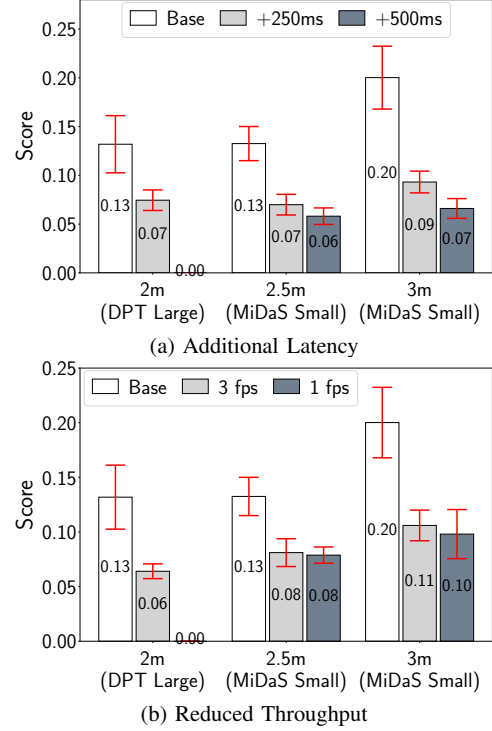 Base +250ms +500ms
0.25
0.20
0.15
0.10
0.05
0.00
Score
0.13 0.07 0.00 0.13 0.07 0.06 0.20 0.09 0.07
2m 2.5m 3m
(DPT Large) (MiDaS Small) (MiDaS Small)
(a) Additional Latency
Base 3 fps 1 fps
0.25
0.20
0.15
0.10
0.05
0.00
Score
0.13 0.06 0.00 0.13 0.08 0.08 0.20 0.11 0.10
2m 2.5m 3m
(DPT Large) (MiDaS Small) (MiDaS Small)
(b) Reduced Throughput